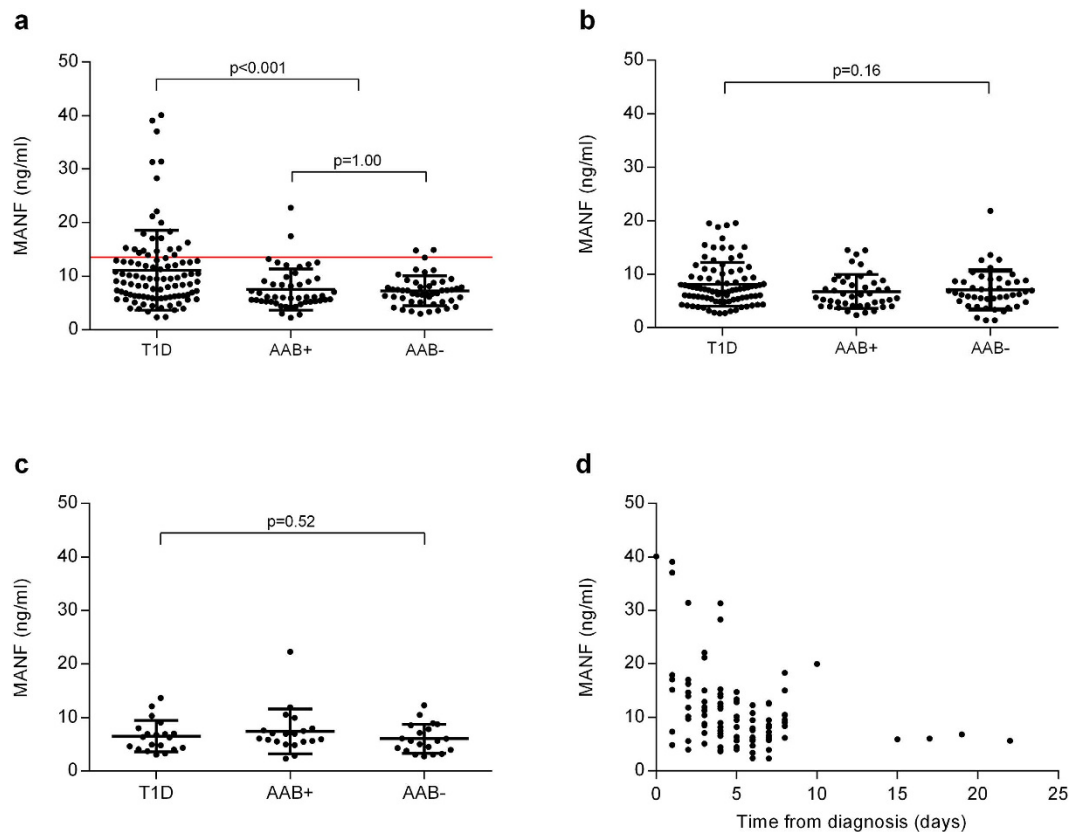 a
50
40
30
20
10
0
MANF (ng/ml)
p<0.001
p=1.00
T1D AAB+ AAB-
b
50
40
30
20
10
0
MANF (ng/ml)
p=0.16
T1D AAB+ AAB-
c
50
40
30
20
10
0
MANF (ng/ml)
p=0.52
T1D AAB+ AAB-
d
50
40
30
20
10
0
MANF (ng/ml)
0 5 10 15 20 25
Time from diagnosis (days)